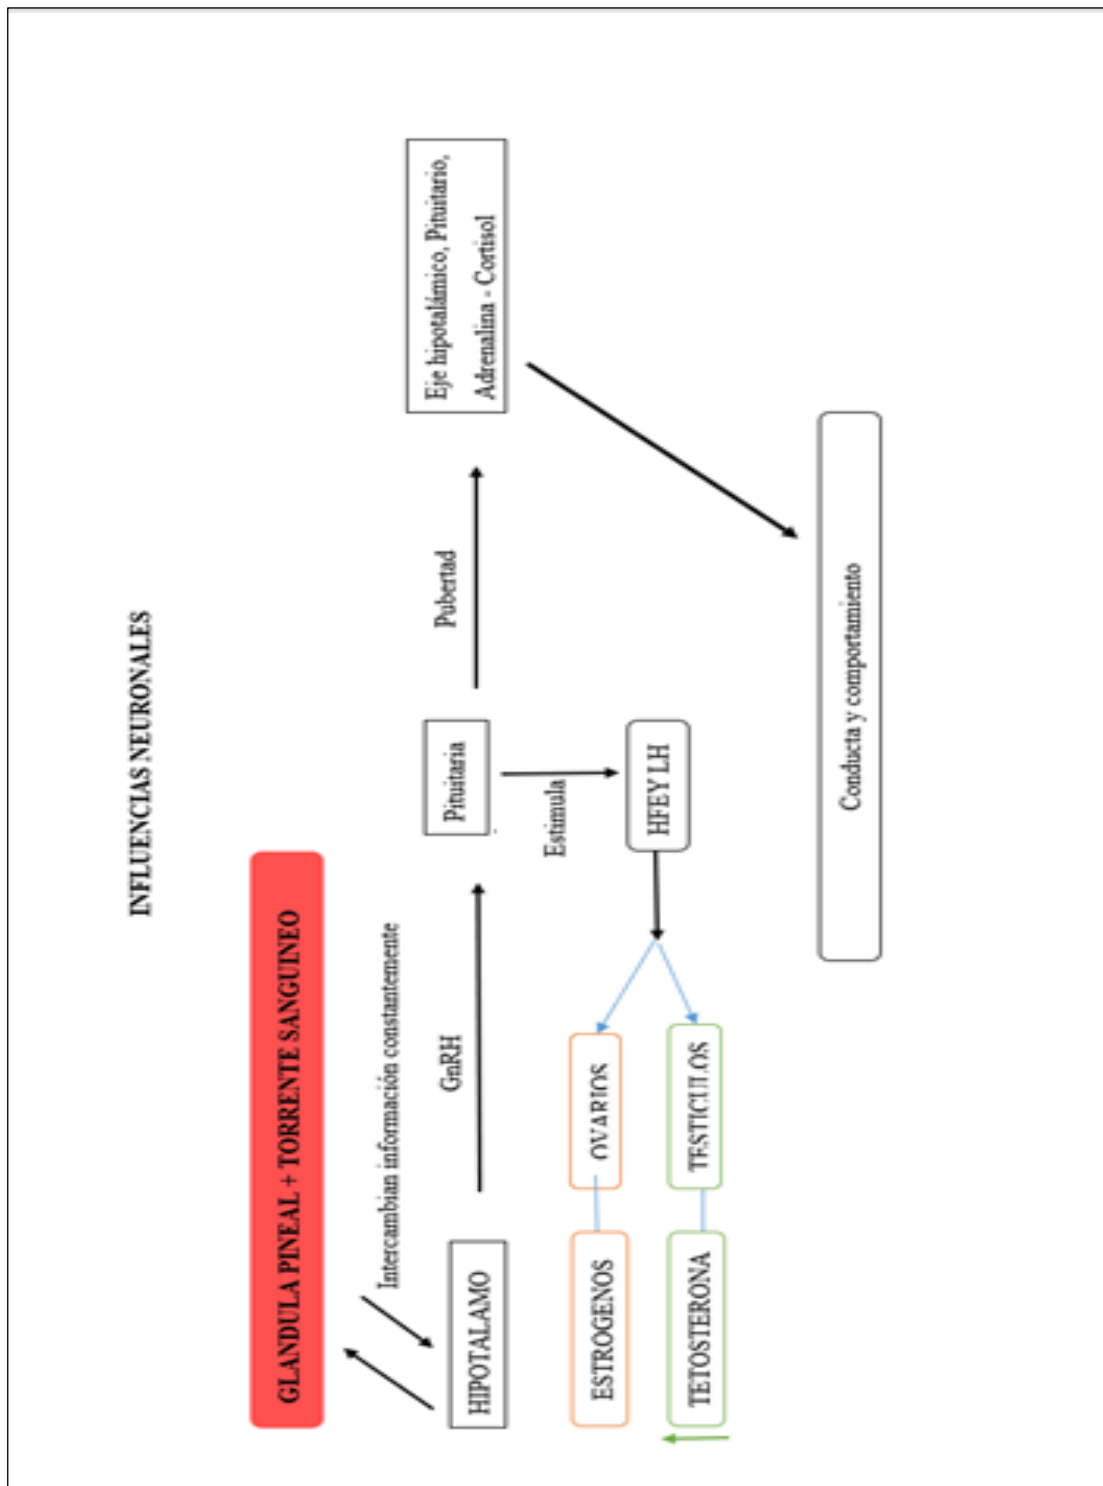 INFLUENCIAS NEURONALES
GLANDULA PINEAL + TORRENTE SANGUINEO
Intercambian información constantemente
HIPOTALAMO
GnRH
Pituitaria
Pubertad
Eje hipotalámico, Pituitario,
Adrenalina - Cortisol
Estimula
HFEY LH
ESTROGENOS
OVARIOS
TETOSTERONA
TESTICULOS
Conducta y comportamiento